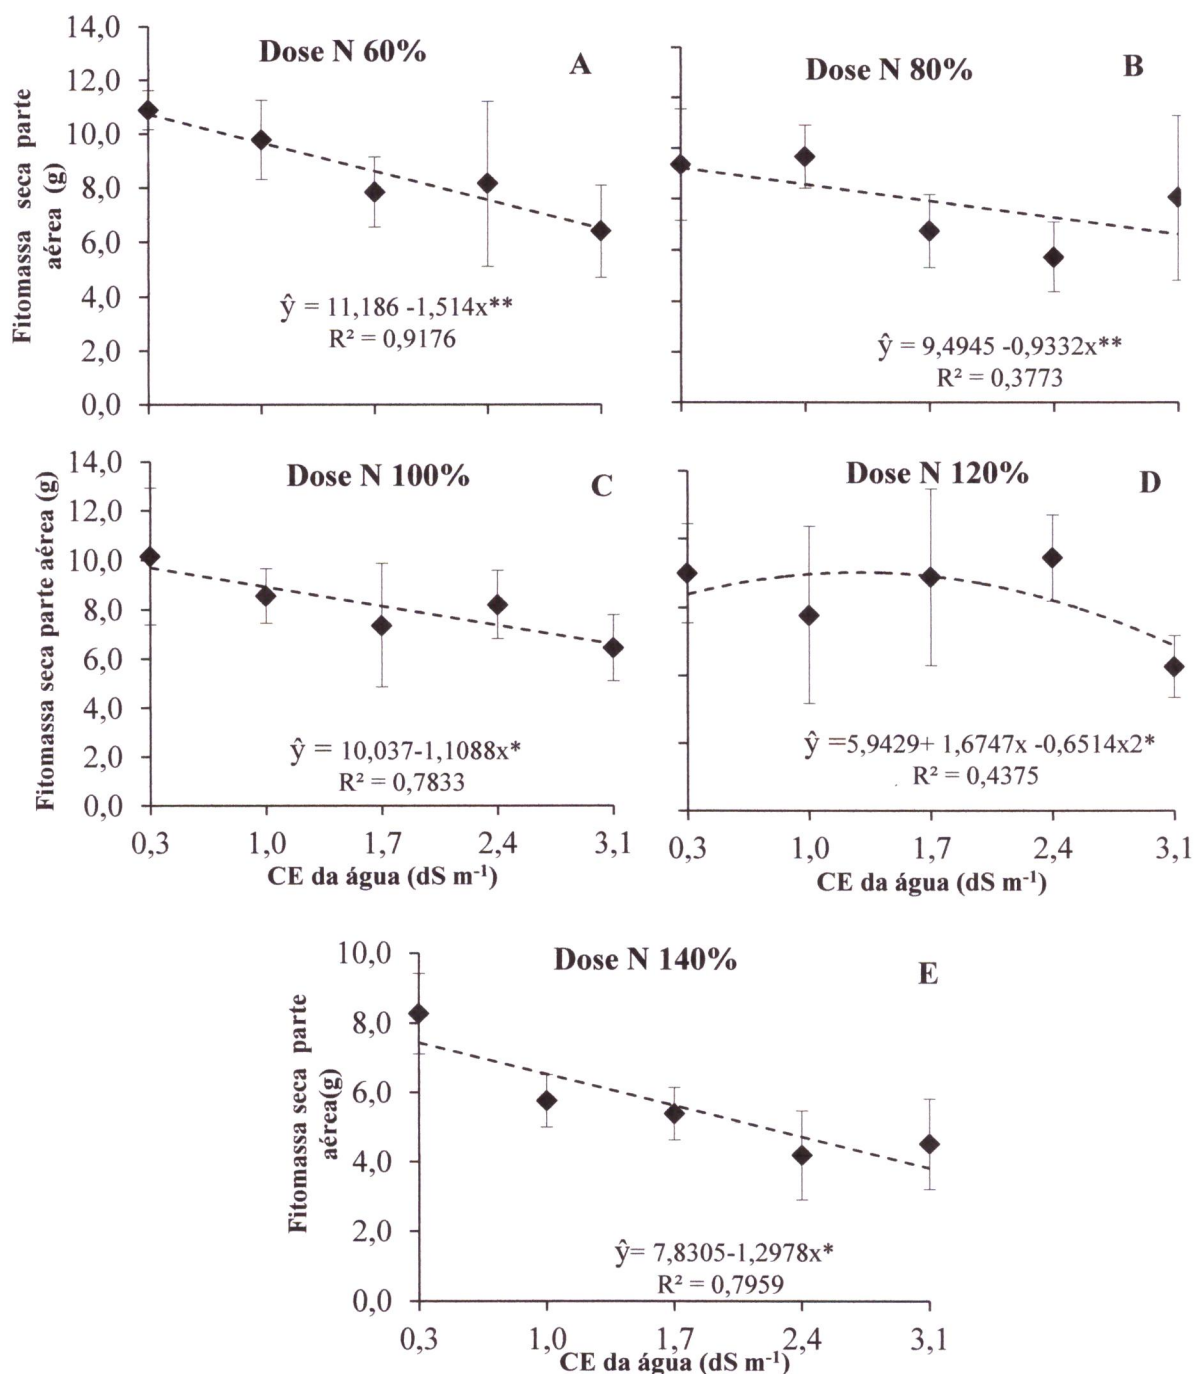 Dose N 60%
A
14,0
12,0
10,0
8,0
6,0
4,0
2,0
0,0
Fitomassa seca parte
aérea (g)
ŷ = 11,186 -1,514x**
R² = 0,9176
Dose N 80%
B
ŷ = 9,4945 -0,9332x**
R² = 0,3773
Dose N 100%
C
14,0
12,0
10,0
8,0
6,0
4,0
2,0
0,0
Fitomassa seca parte aérea (g)
ŷ = 10,037-1,1088x*
R² = 0,7833
0,3 1,0 1,7 2,4 3,1
CE da água (dS m⁻¹)
Dose N 120%
D
ŷ =5,9429+ 1,6747x -0,6514x2*
R² = 0,4375
0,3 1,0 1,7 2,4 3,1
CE da água (dS m⁻¹)
Dose N 140%
E
10,0
8,0
6,0
4,0
2,0
0,0
Fitomassa seca parte
aérea(g)
ŷ= 7,8305-1,2978x*
R² = 0,7959
0,3 1,0 1,7 2,4 3,1
CE da água (dS m⁻¹)